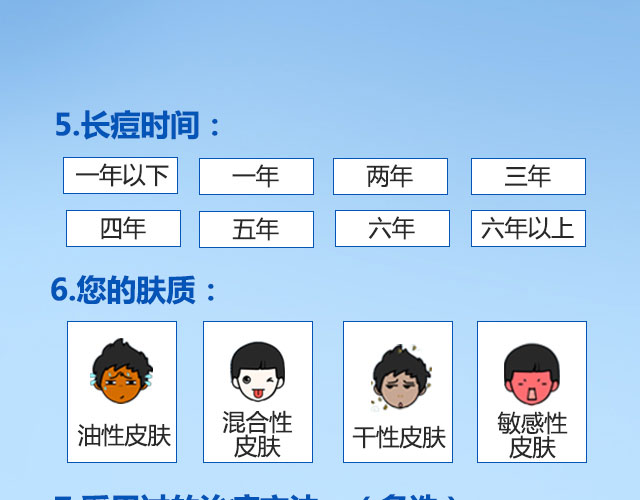 5.长痘时间：
一年以下 一年 两年 三年
四年 五年 六年 六年以上
6.您的肤质：
油性皮肤 混合性皮肤 干性皮肤 敏感性皮肤